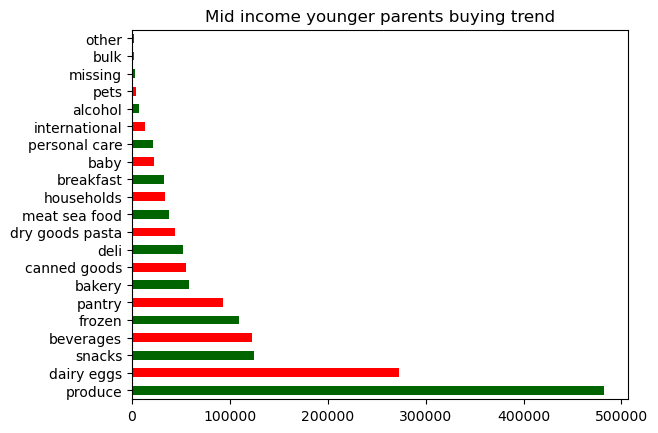 Mid income younger parents buying trend
other
bulk
missing
pets
alcohol
international
personal care
baby
breakfast
households
meat sea food
dry goods pasta
deli
canned goods
bakery
pantry
frozen
beverages
snacks
dairy eggs
produce
0 100000 200000 300000 400000 500000